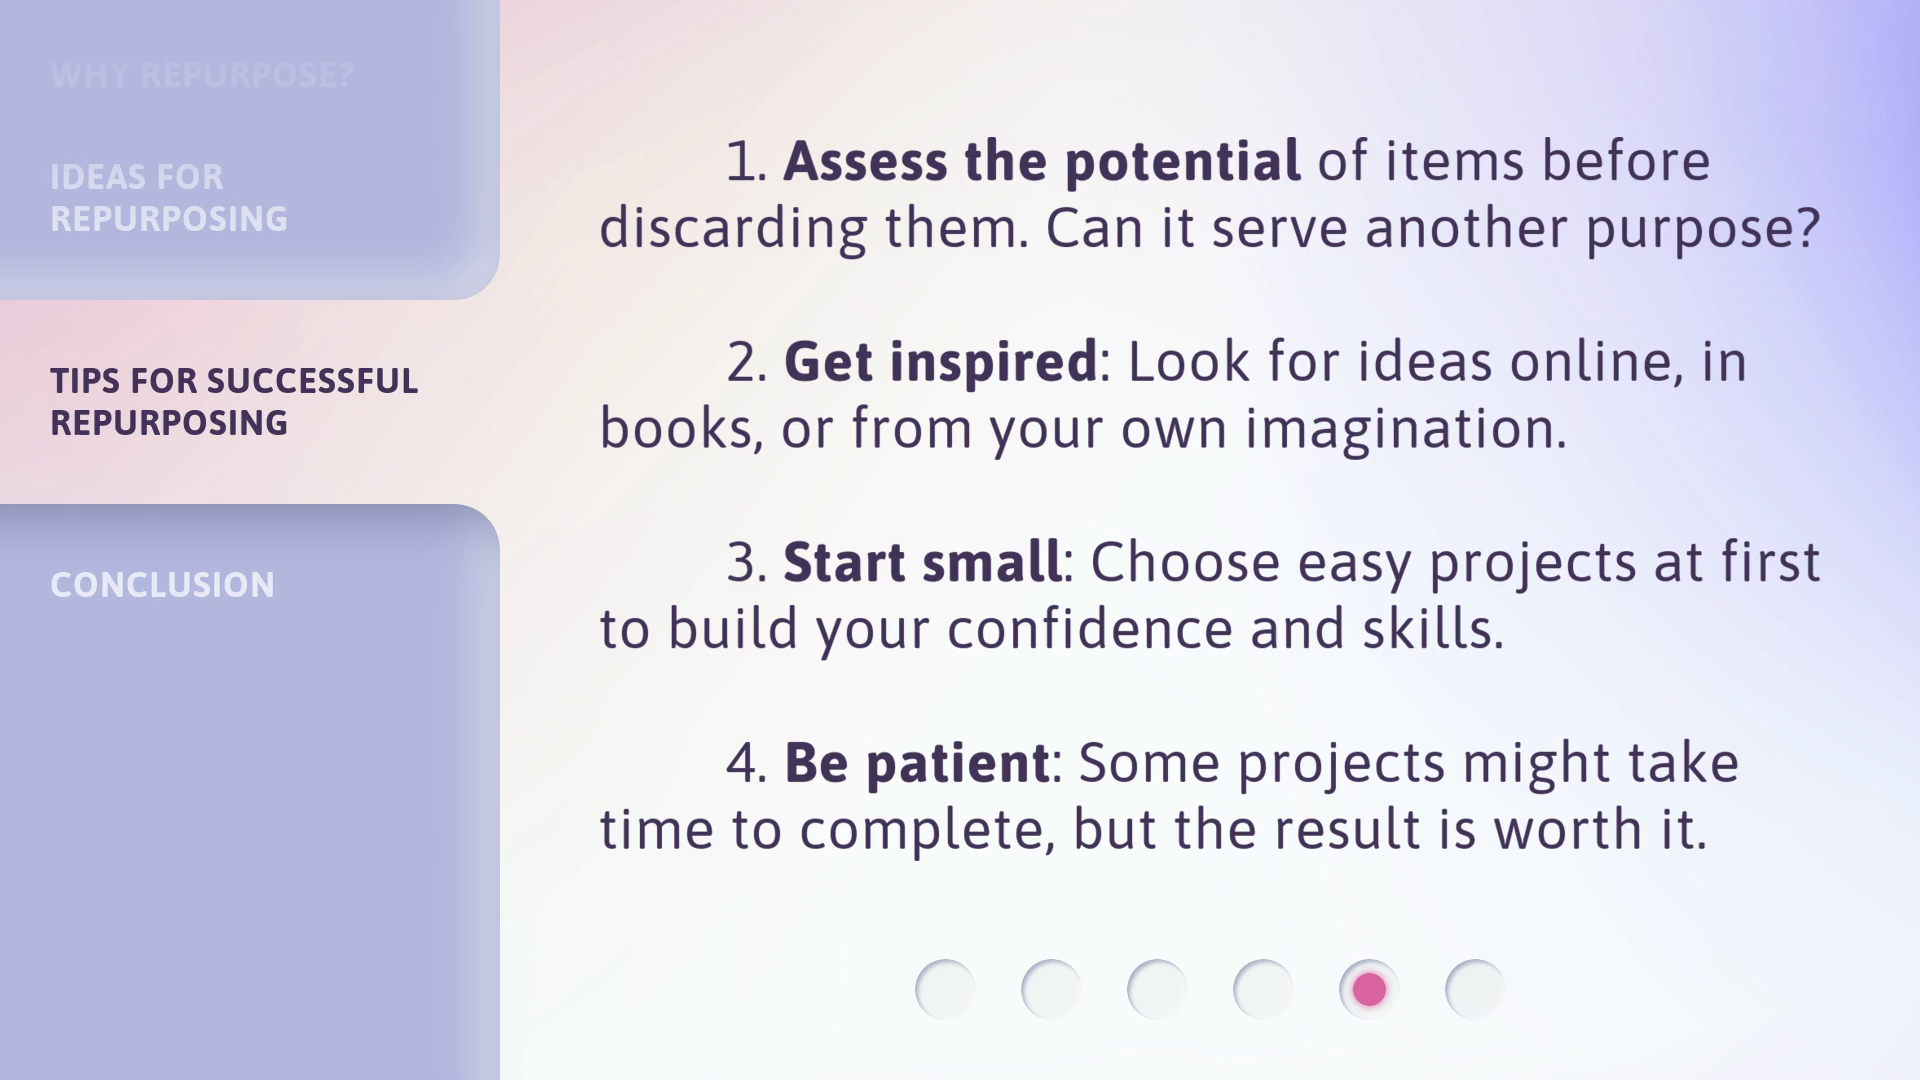 WHY REPURPOSE?
IDEAS FOR
REPURPOSING
TIPS FOR SUCCESSFUL
REPURPOSING
CONCLUSION
1. Assess the potential of items before
discarding them. Can it serve another purpose?
2. Get inspired: Look for ideas online, in
books, or from your own imagination.
3. Start small: Choose easy projects at first
to build your confidence and skills.
4. Be patient: Some projects might take
time to complete, but the result is worth it.